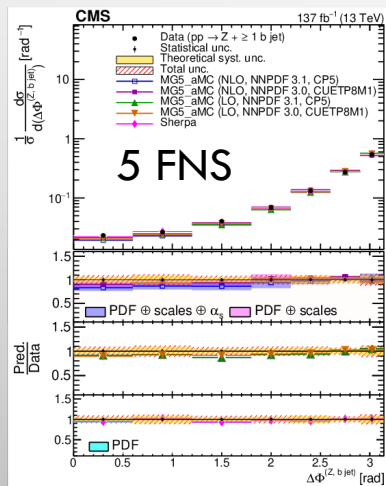 CMS 137 fb⁻¹ (13 TeV)
Data (pp → Z + ≥ 1 b jet)
Statistical unc.
Theoretical syst. unc.
Total unc.
MG5_aMC (NLO, NNPDF 3.1, CP5)
MG5_aMC (NLO, NNPDF 3.0, CUETP8M1)
MG5_aMC (LO, NNPDF 3.1, CP5)
MG5_aMC (LO, NNPDF 3.0, CUETP8M1)
Sherpa
1/σ dσ/d(ΔΦ^(Z, b jet)) [rad⁻¹]
10
1
10⁻¹
5 FNS
1.5
1
0.5
PDF ⊕ scales ⊕ αₛ PDF ⊕ scales
1.5
1
0.5
Pred.
Data
1.5
1
0.5
PDF
0 0.5 1 1.5 2 2.5 3
ΔΦ^(Z, b jet) [rad]